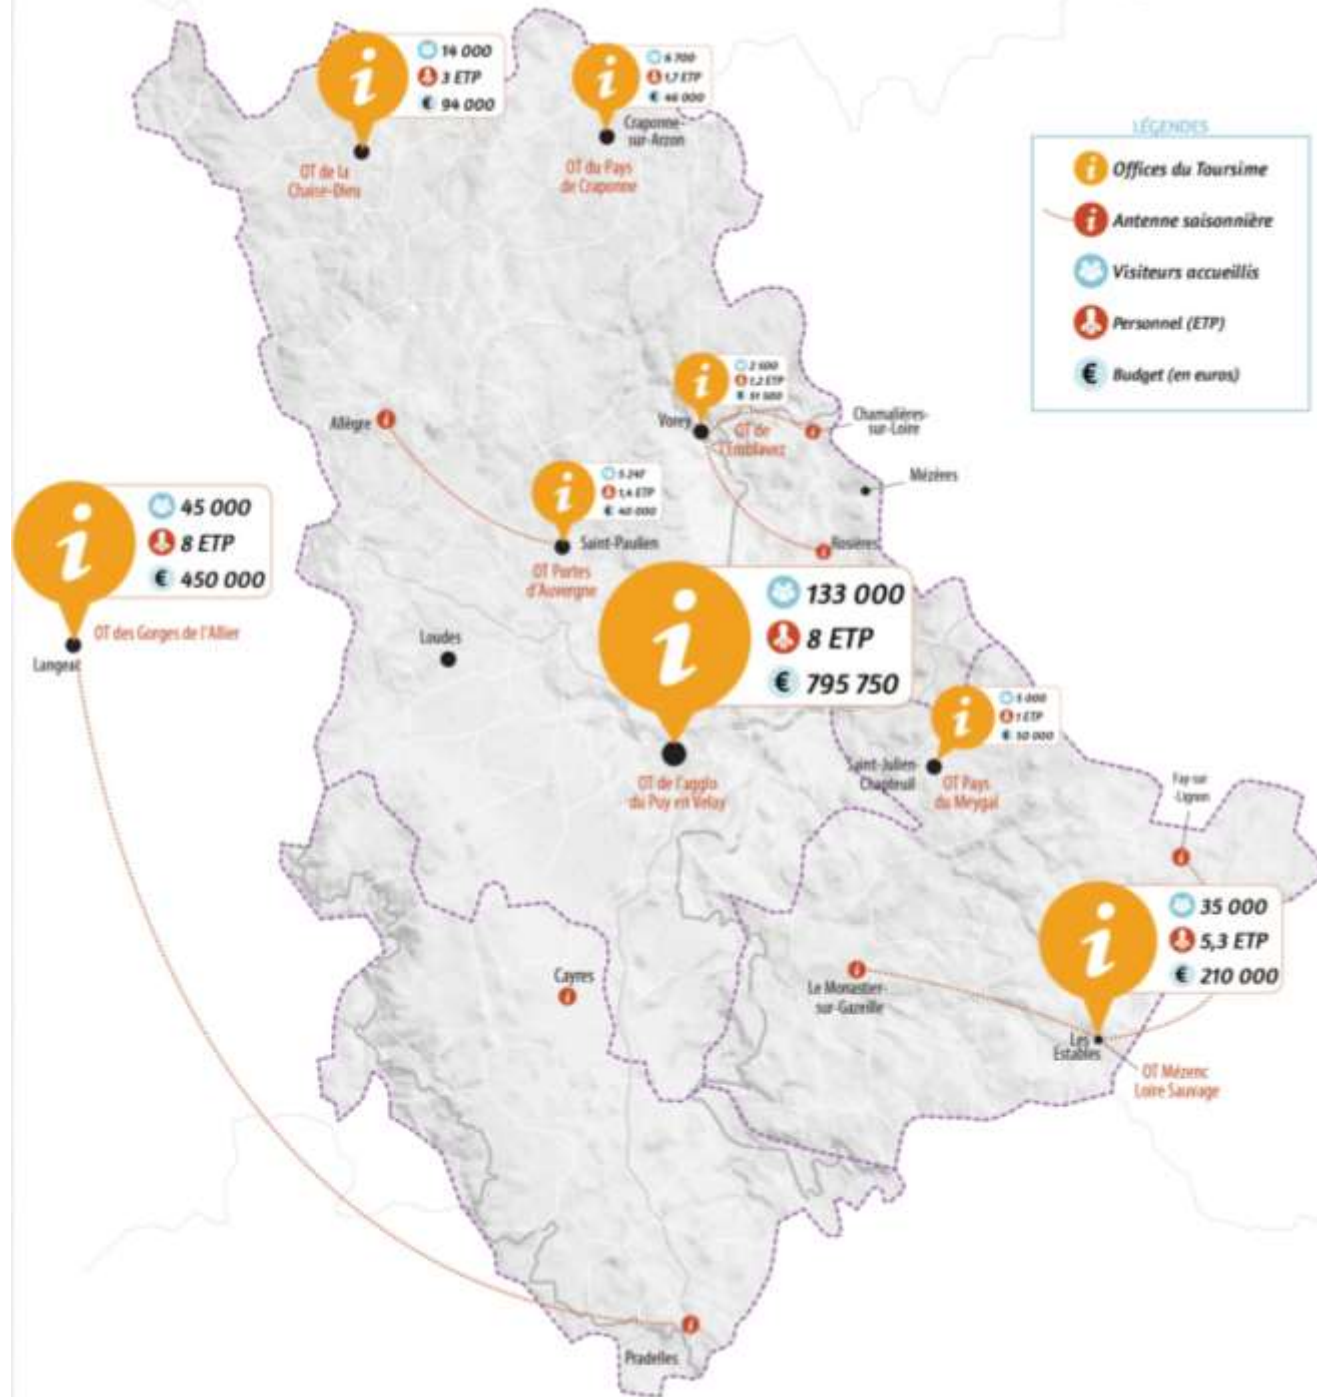 14 000
3 ETP
€ 94 000
OT de la
Chaise-Dieu
6 700
1,7 ETP
€ 46 000
Craponne-
sur-Arzon
OT du Pays
de Craponne
LÉGENDES
Offices du Toursime
Antenne saisonnière
Visiteurs accueillis
Personnel (ETP)
€ Budget (en euros)
1,2 ETP
Vorey
OT de
l'Emblavez
Chamalières-
sur-Loire
Mézères
Rosières
Allègre
1,4 ETP
€ 40 000
Saint-Paulien
OT Portes
d'Auvergne
45 000
8 ETP
€ 450 000
OT des Gorges de l'Allier
Langeac
Loudes
133 000
8 ETP
€ 795 750
OT de l'agglo
du Puy en Velay
5 000
1 ETP
Saint-Julien-
Chapteuil
OT Pays
du Meygal
Fay-sur
-Lignon
35 000
5,3 ETP
€ 210 000
Les
Estables
OT Mézenc
Loire Sauvage
Le Monastier-
sur-Gazeille
Cayres
Pradelles